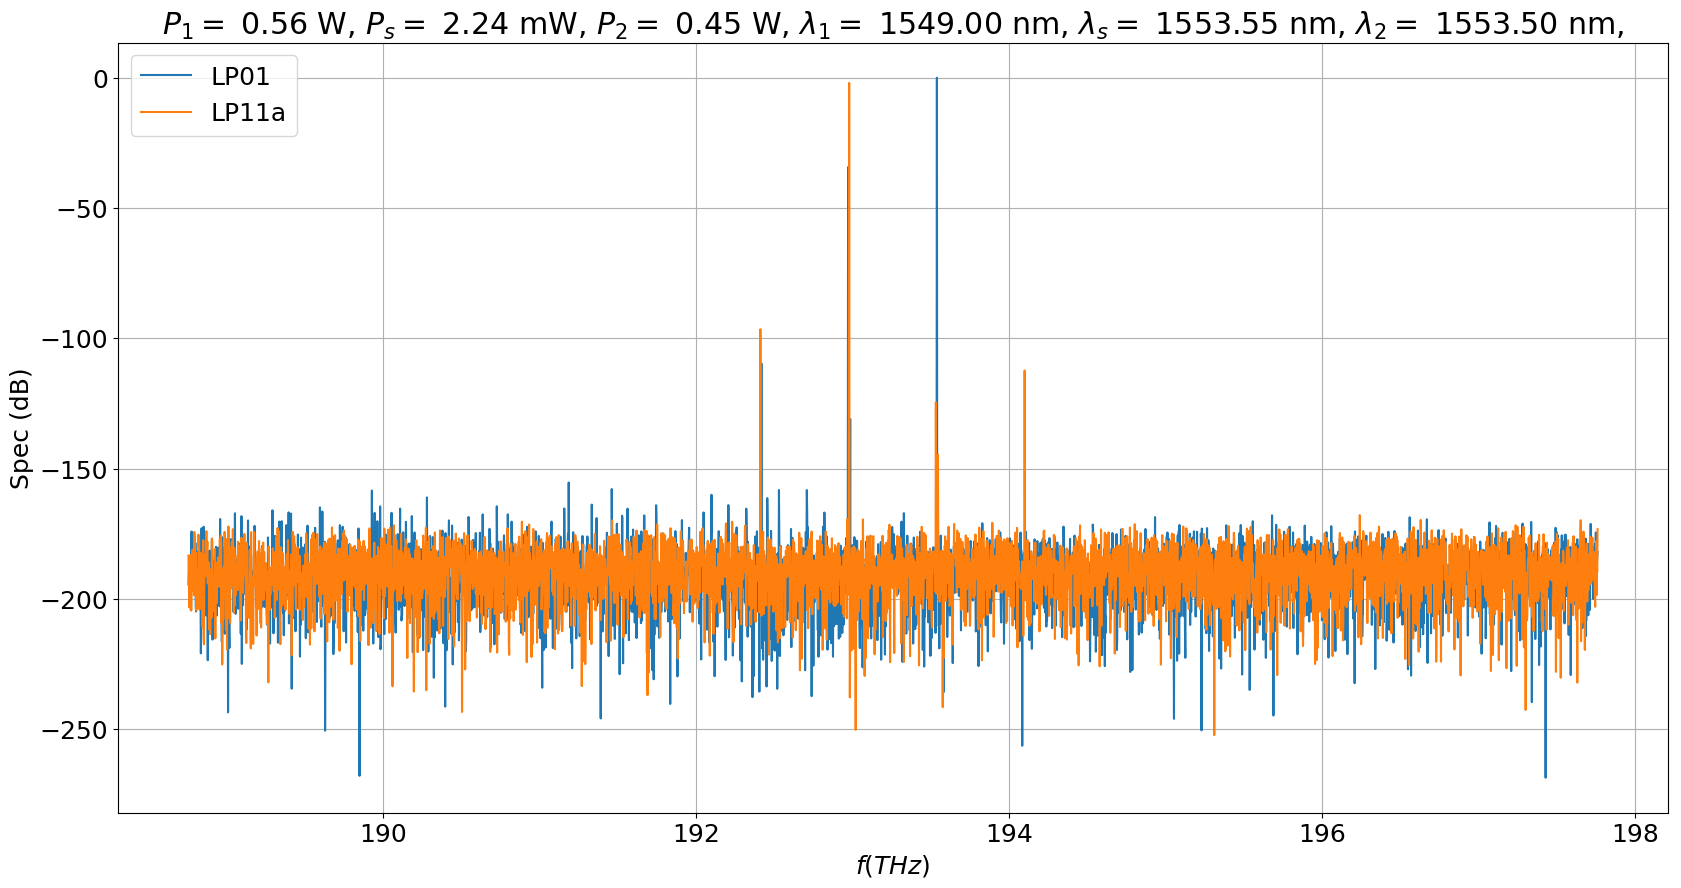 P₁ = 0.56 W, Pₛ = 2.24 mW, P₂ = 0.45 W, λ₁ = 1549.00 nm, λₛ = 1553.55 nm, λ₂ = 1553.50 nm,
LP01
LP11a
0
−50
−100
−150
−200
−250
Spec (dB)
190
192
194
196
198
f(THz)